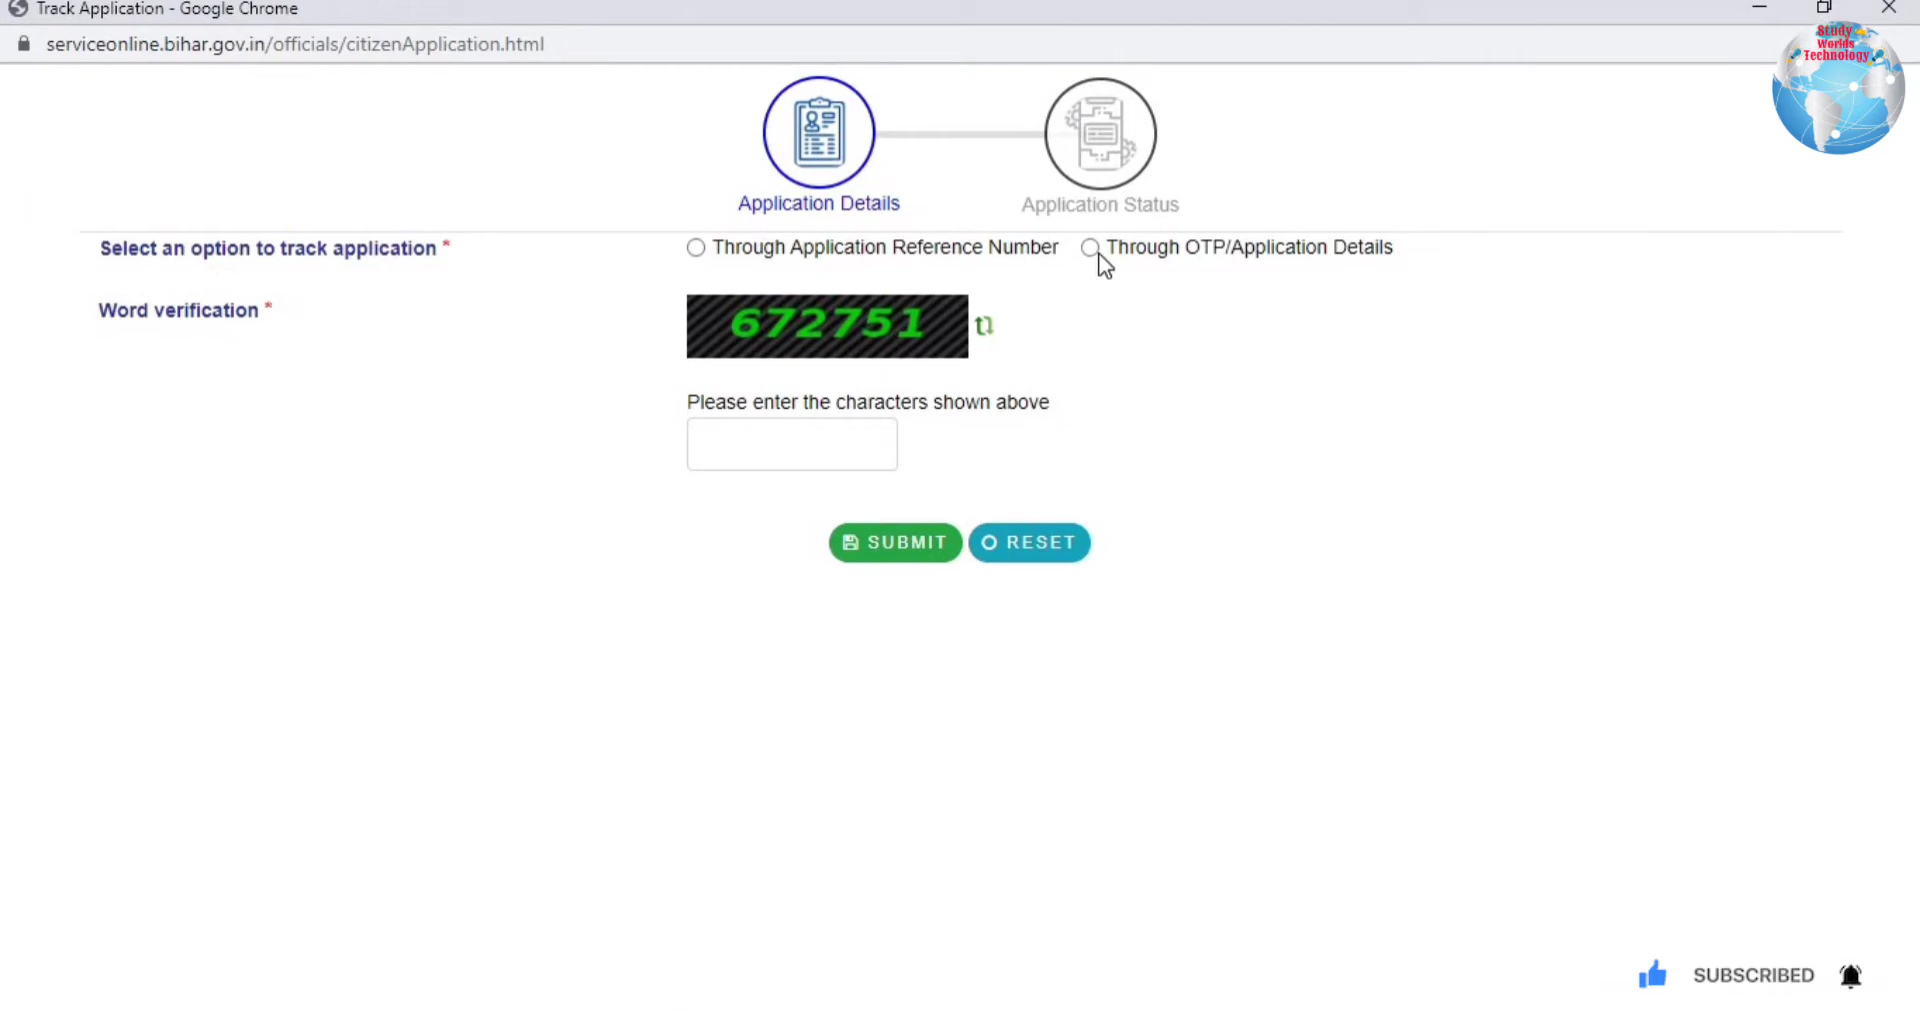 Track Application - Google Chrome
serviceonline.bihar.gov.in/officials/citizenApplication.html
Study
Worlds
Technology
Application Details
Application Status
Select an option to track application * Through Application Reference Number Through OTP/Application Details
Word verification *
672751
Please enter the characters shown above
SUBMIT RESET
SUBSCRIBED